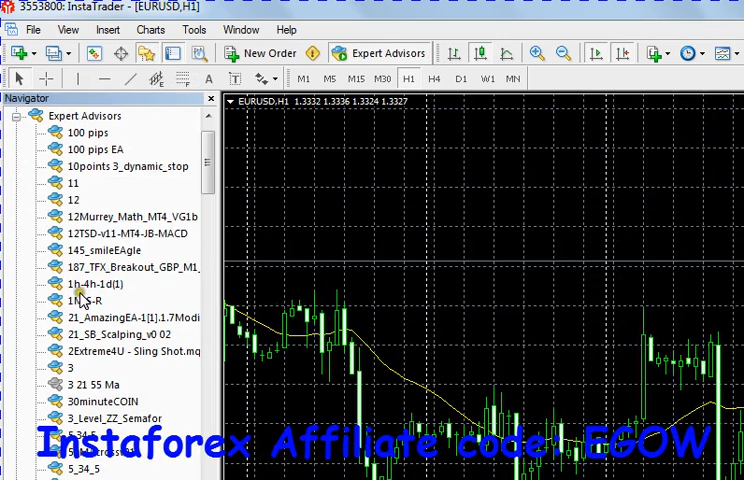 3553800: InstaTrader - [EURUSD,H1]
File View Insert Charts Tools Window Help
New Order Expert Advisors
A T M1 M5 M15 M30 H1 H4 D1 W1 MN
Navigator
EURUSD,H1 1.3332 1.3336 1.3324 1.3327
Expert Advisors
100 pips
100 pips EA
10points 3_dynamic_stop
11
12
12Murrey_Math_MT4_VG1b
12TSD-v11-MT4-JB-MACD
145_smileEAgle
187_TFX_Breakout_GBP_M1_
1h-4h-1d(1)
21_AmazingEA-1[1].1.7Modi
21_SB_Scalping_v0 02
2Extreme4U - Sling Shot.mq
3
3 21 55 Ma
30minuteCOIN
3_Level_ZZ_Semafor
Instaforex Affiliate code: EGOW
5_34_5